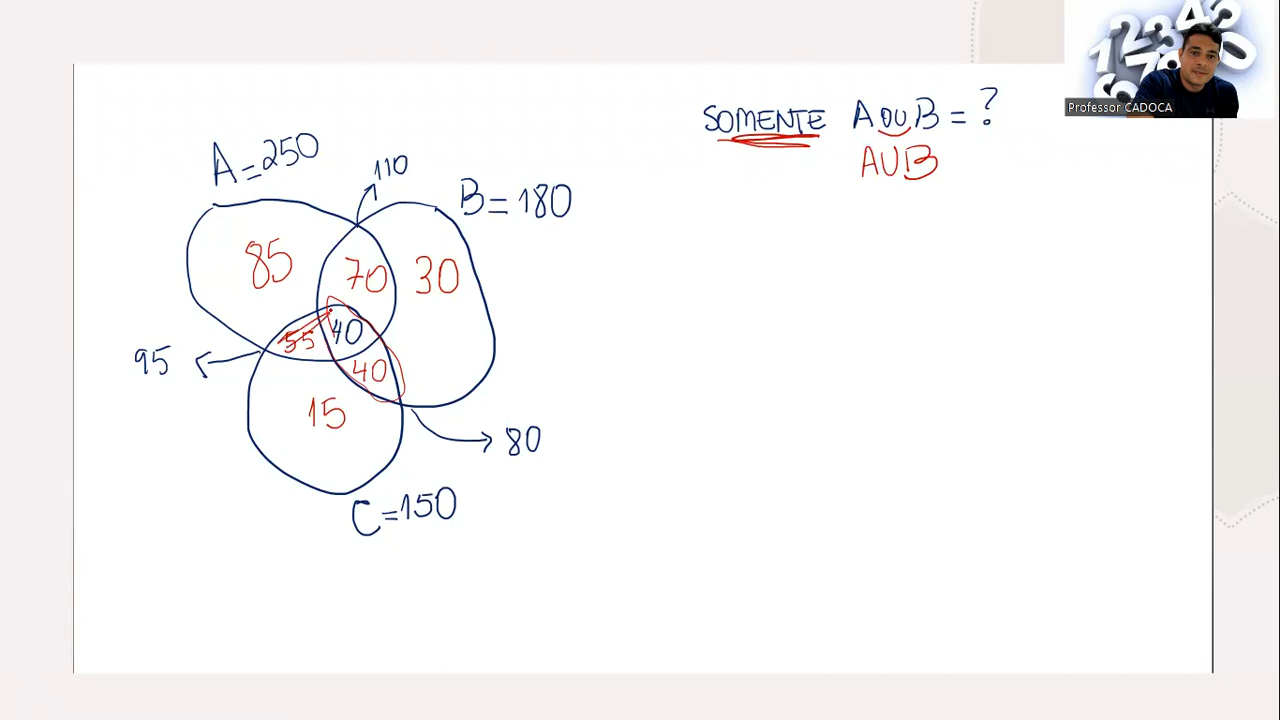 SOMENTE A OU B = ?
A∪B
A=250
110
B=180
85
70
30
55
40
95
40
15
80
C=150
Professor CADOCA